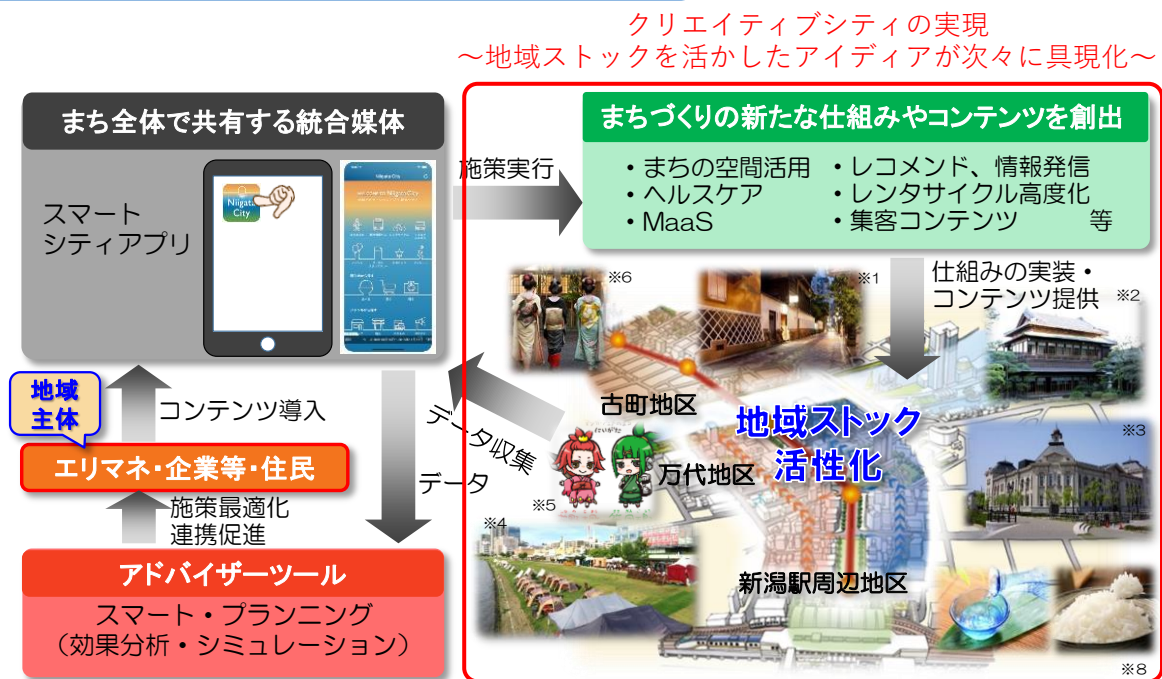 クリエイティブシティの実現
～地域ストックを活かしたアイディアが次々に具現化～
まち全体で共有する統合媒体
スマート
シティアプリ
Niigata
City
Niigata City
施策実行
まちづくりの新たな仕組みやコンテンツを創出
・まちの空間活用
・ヘルスケア
・MaaS
・レコメンド、情報発信
・レンタサイクル高度化
・集客コンテンツ 等
仕組みの実装・
コンテンツ提供
※6
※1
※2
古町地区
地域ストック
活性化
※3
万代地区
※5
※4
新潟駅周辺地区
※8
データ収集
データ
地域
主体
コンテンツ導入
エリマネ・企業等・住民
施策最適化
連携促進
アドバイザーツール
スマート・プランニング
（効果分析・シミュレーション）